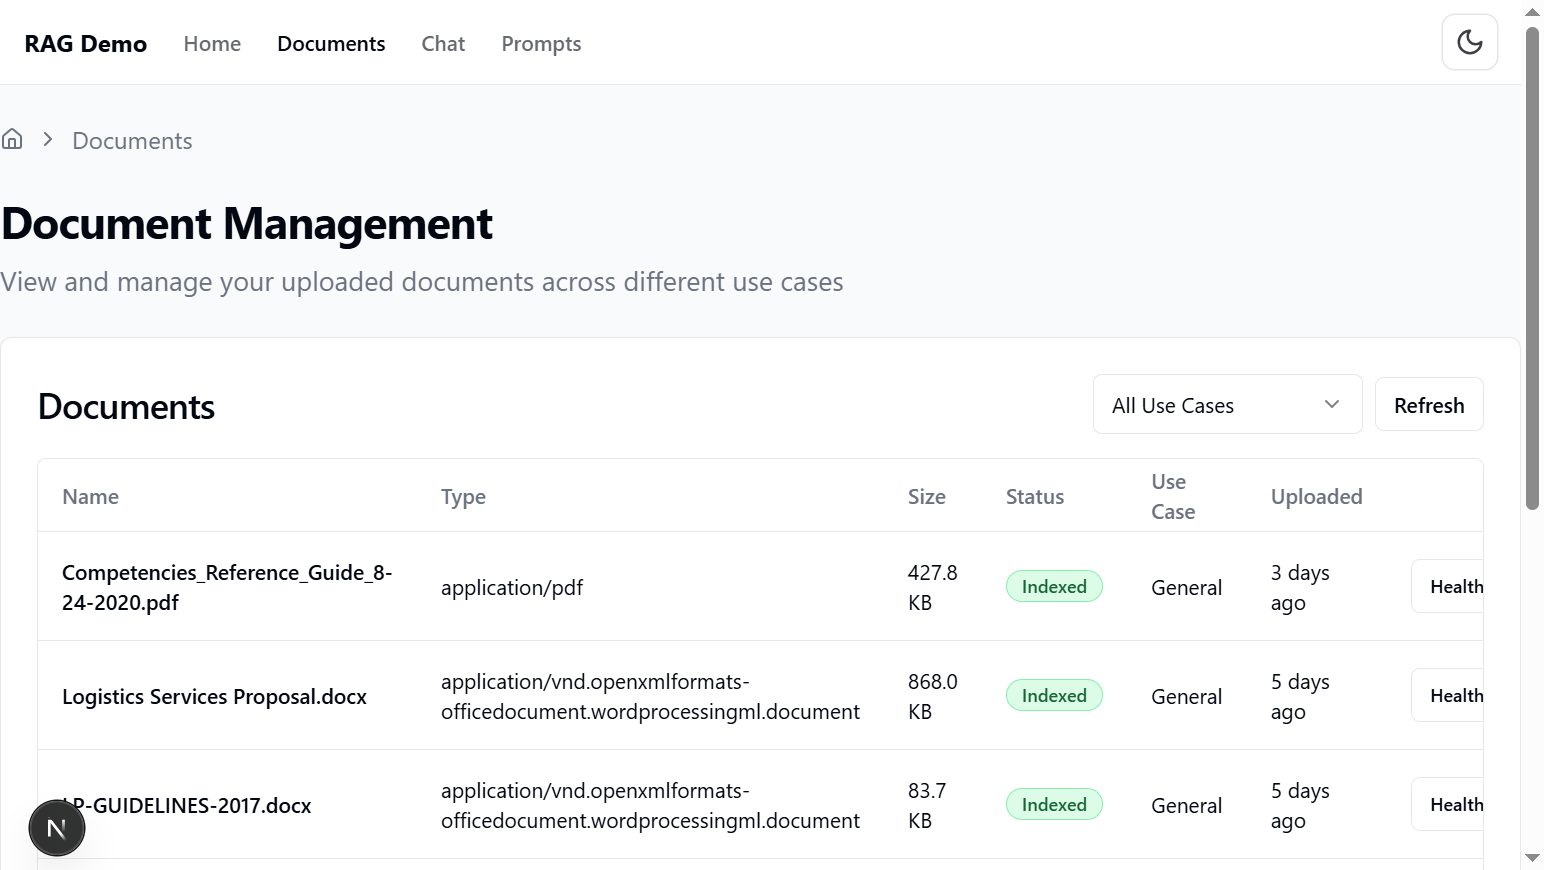 RAG Demo Home Documents Chat Prompts
Documents
Document Management
View and manage your uploaded documents across different use cases
Documents
All Use Cases
Refresh
Name Type Size Status Use Case Uploaded
Competencies_Reference_Guide_8-
24-2020.pdf
application/pdf
427.8
KB
Indexed
General
3 days
ago
Health
Logistics Services Proposal.docx
application/vnd.openxmlformats-
officedocument.wordprocessingml.document
868.0
KB
Indexed
General
5 days
ago
Health
LP-GUIDELINES-2017.docx
application/vnd.openxmlformats-
officedocument.wordprocessingml.document
83.7
KB
Indexed
General
5 days
ago
Health
N